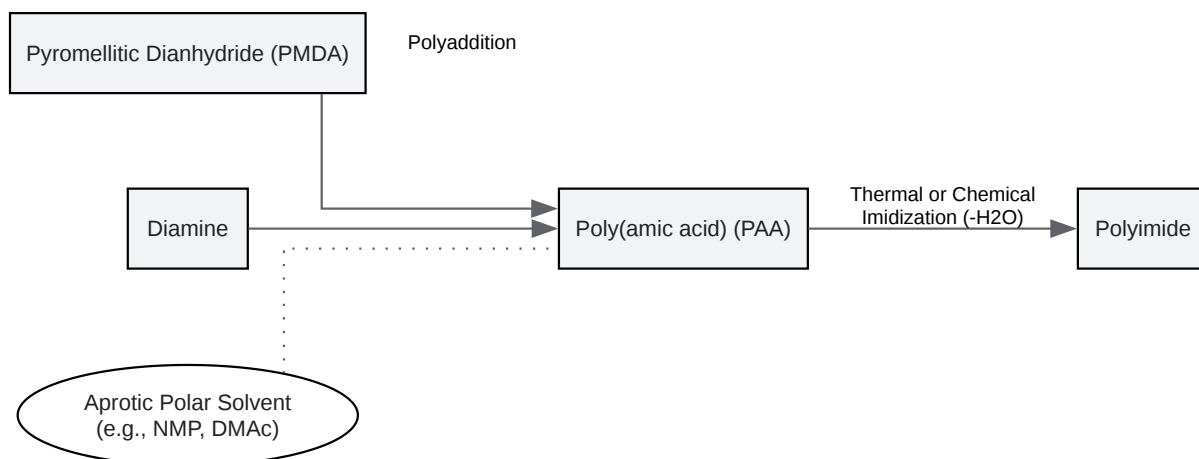 Pyromellitic Dianhydride (PMDA)
Polyaddition
Diamine
Poly(amic acid) (PAA)
Thermal or Chemical
Imidization (-H2O)
Polyimide
Aprotic Polar Solvent
(e.g., NMP, DMAc)